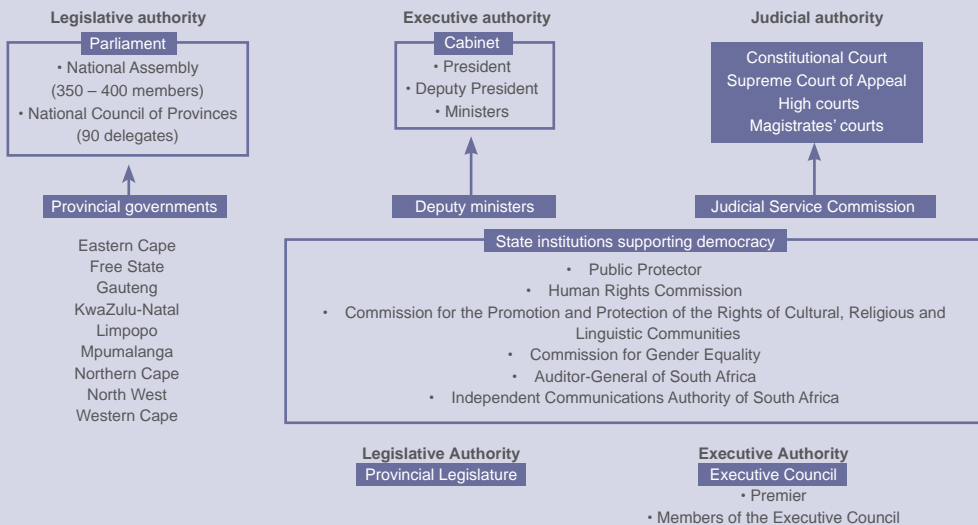 Legislative authority
Parliament
• National Assembly
(350 – 400 members)
• National Council of Provinces
(90 delegates)
Provincial governments
Eastern Cape
Free State
Gauteng
KwaZulu-Natal
Limpopo
Mpumalanga
Northern Cape
North West
Western Cape
Executive authority
Cabinet
• President
• Deputy President
• Ministers
Deputy ministers
Judicial authority
Constitutional Court
Supreme Court of Appeal
High courts
Magistrates' courts
Judicial Service Commission
State institutions supporting democracy
• Public Protector
• Human Rights Commission
• Commission for the Promotion and Protection of the Rights of Cultural, Religious and
Linguistic Communities
• Commission for Gender Equality
• Auditor-General of South Africa
• Independent Communications Authority of South Africa
Legislative Authority
Provincial Legislature
Executive Authority
Executive Council
• Premier
• Members of the Executive Council